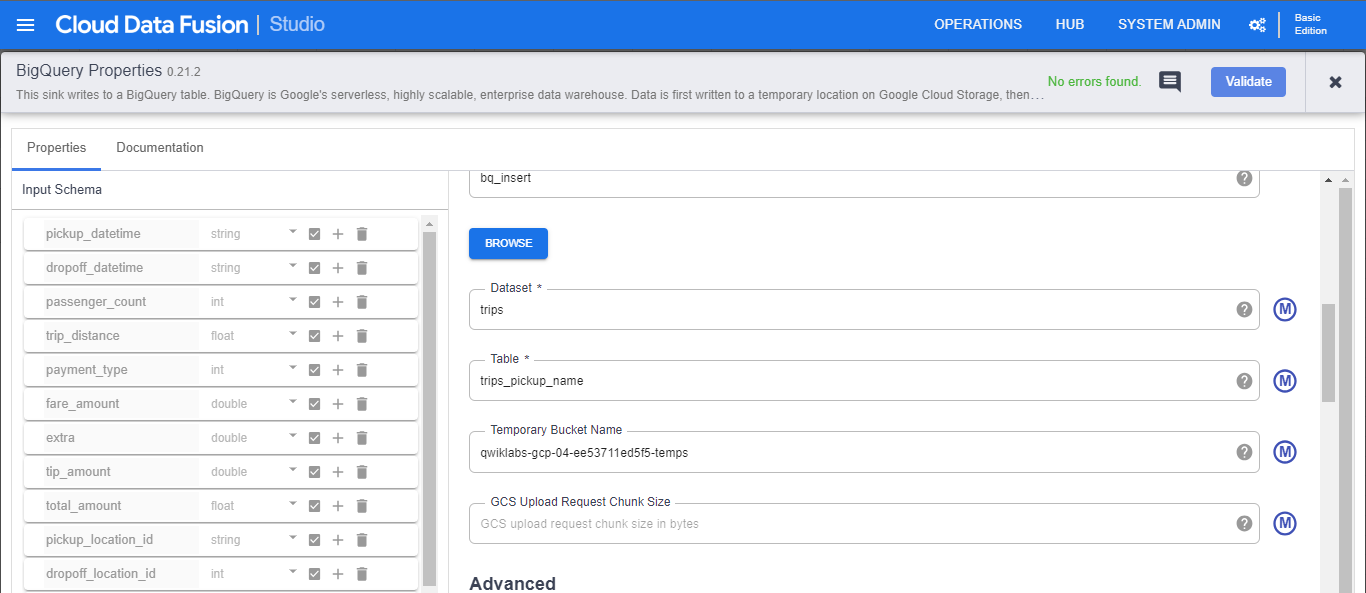 Cloud Data Fusion | Studio
OPERATIONS HUB SYSTEM ADMIN Basic Edition
BigQuery Properties 0.21.2
This sink writes to a BigQuery table. BigQuery is Google's serverless, highly scalable, enterprise data warehouse. Data is first written to a temporary location on Google Cloud Storage, then…
No errors found.
Validate
Properties Documentation
Input Schema
pickup_datetime string
dropoff_datetime string
passenger_count int
trip_distance float
payment_type int
fare_amount double
extra double
tip_amount double
total_amount float
pickup_location_id string
dropoff_location_id int
bq_insert
BROWSE
Dataset *
trips
M
Table *
trips_pickup_name
M
Temporary Bucket Name
qwiklabs-gcp-04-ee53711ed5f5-temps
M
GCS Upload Request Chunk Size
GCS upload request chunk size in bytes
M
Advanced